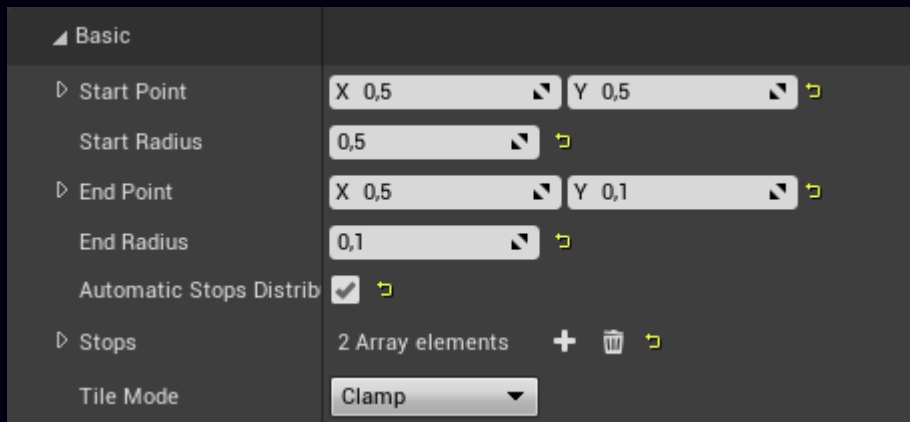 Basic
Start Point X 0,5 Y 0,5
Start Radius 0,5
End Point X 0,5 Y 0,1
End Radius 0,1
Automatic Stops Distrib
Stops 2 Array elements
Tile Mode Clamp